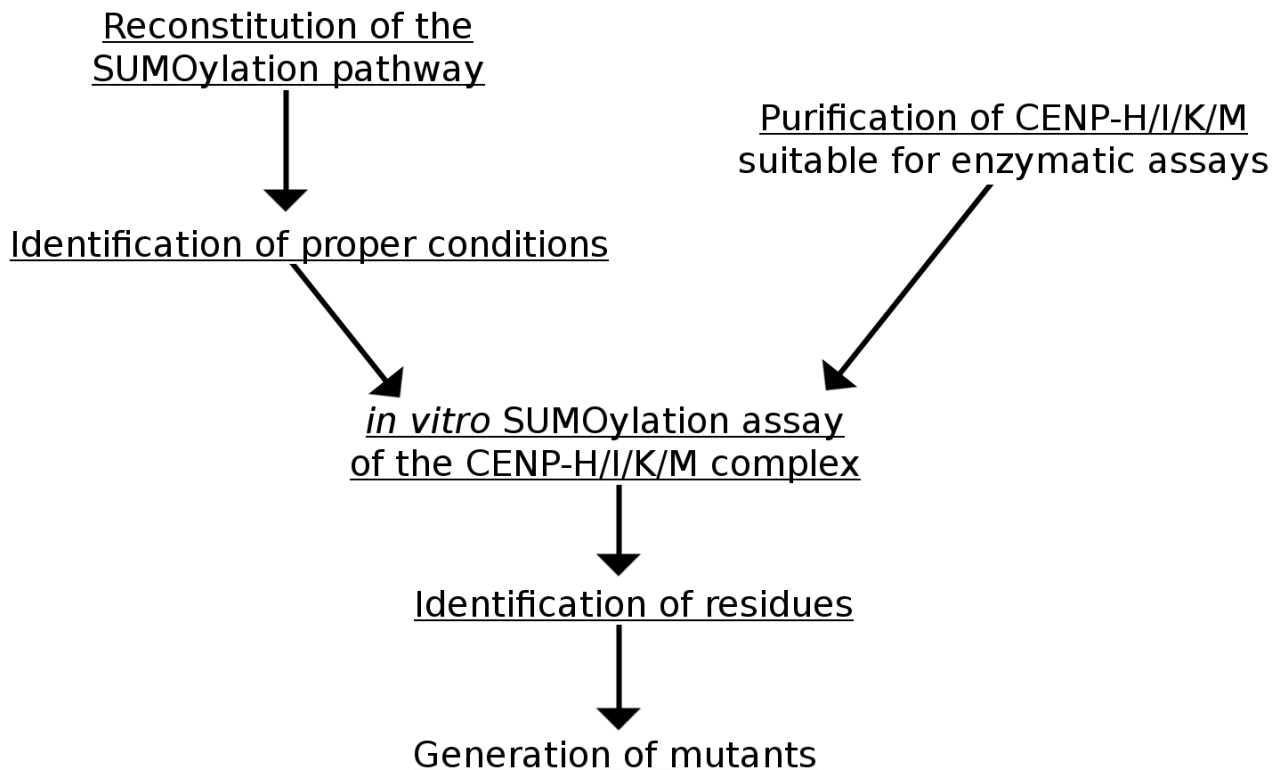 Reconstitution of the
SUMOylation pathway
Purification of CENP-H/I/K/M
suitable for enzymatic assays
Identification of proper conditions
in vitro SUMOylation assay
of the CENP-H/I/K/M complex
Identification of residues
Generation of mutants